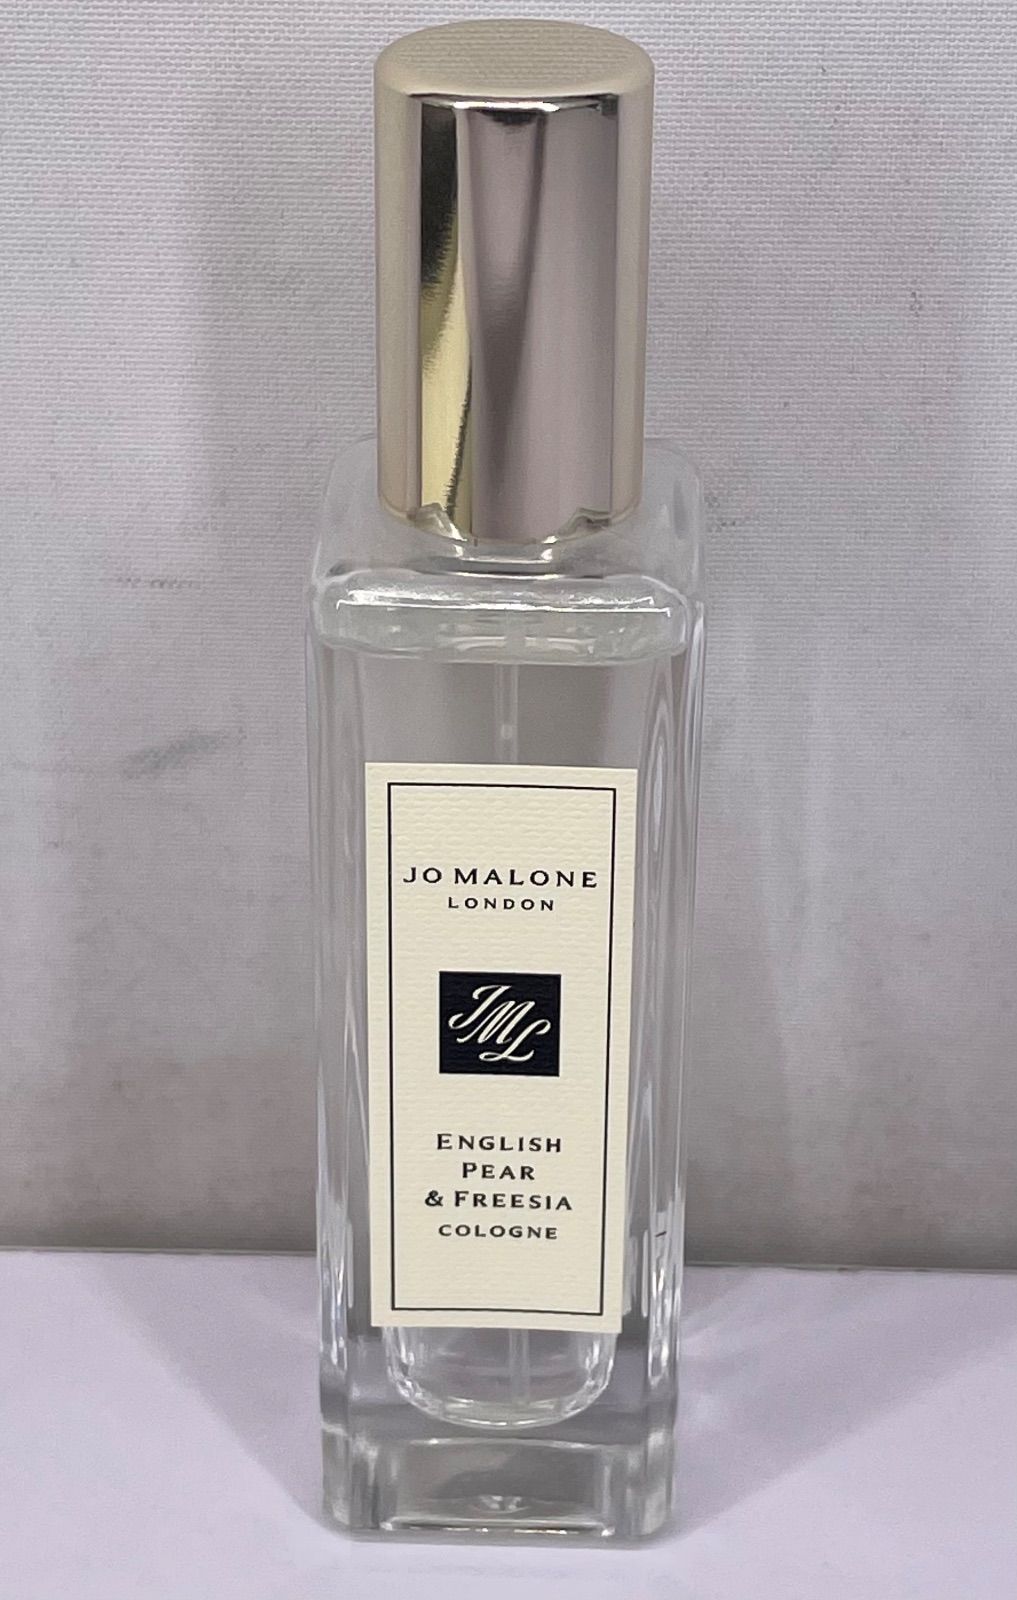 JO MALONE
LONDON
JML
ENGLISH
PEAR
& FREESIA
COLOGNE